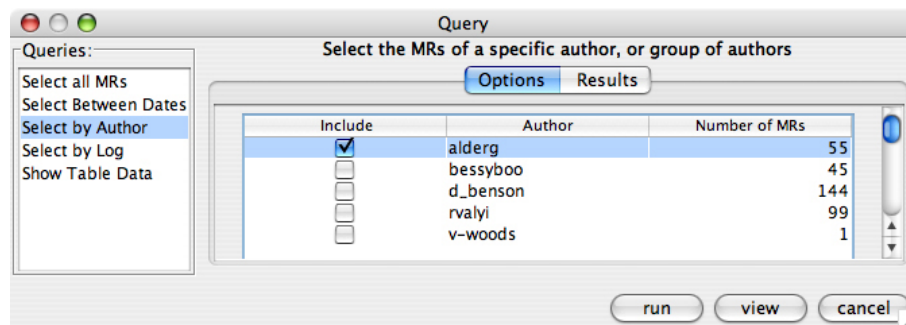 Query
Queries:
Select all MRs
Select Between Dates
Select by Author
Select by Log
Show Table Data
Select the MRs of a specific author, or group of authors
Options Results
Include Author Number of MRs
alderg 55
bessyboo 45
d_benson 144
rvalyi 99
v-woods 1
run view cancel